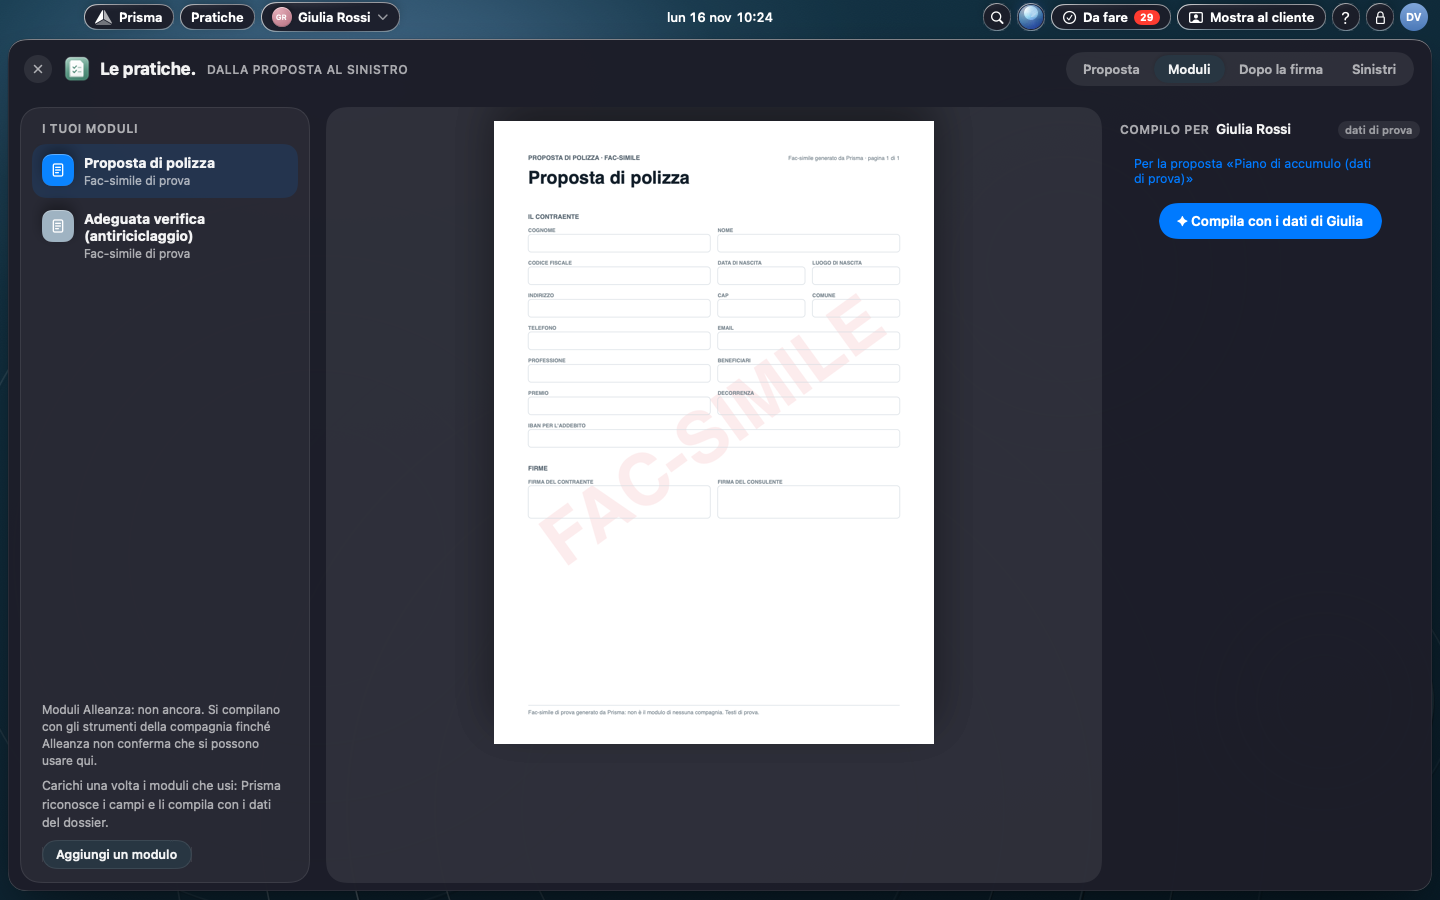 Prisma
Pratiche
GR Giulia Rossi
lun 16 nov 10:24
Da fare 29
Mostra al cliente
?
DV
Le pratiche. DALLA PROPOSTA AL SINISTRO
Proposta
Moduli
Dopo la firma
Sinistri
I TUOI MODULI
Proposta di polizza
Fac-simile di prova
Adeguata verifica
(antiriciclaggio)
Fac-simile di prova
Moduli Alleanza: non ancora. Si compilano
con gli strumenti della compagnia finché
Alleanza non conferma che si possono
usare qui.
Carichi una volta i moduli che usi: Prisma
riconosce i campi e li compila con i dati
del dossier.
Aggiungi un modulo
PROPOSTA DI POLIZZA · FAC-SIMILE
Fac-simile generato da Prisma · pagina 1 di 1
Proposta di polizza
IL CONTRAENTE
COGNOME
NOME
CODICE FISCALE
DATA DI NASCITA
LUOGO DI NASCITA
INDIRIZZO
CAP
COMUNE
TELEFONO
EMAIL
PROFESSIONE
BENEFICIARI
PREMIO
DECORRENZA
IBAN PER L'ADDEBITO
FIRME
FIRMA DEL CONTRAENTE
FIRMA DEL CONSULENTE
FAC-SIMILE
Fac-simile di prova generato da Prisma: non è il modulo di nessuna compagnia. Testi di prova.
COMPILO PER Giulia Rossi
dati di prova
Per la proposta «Piano di accumulo (dati
di prova)»
Compila con i dati di Giulia